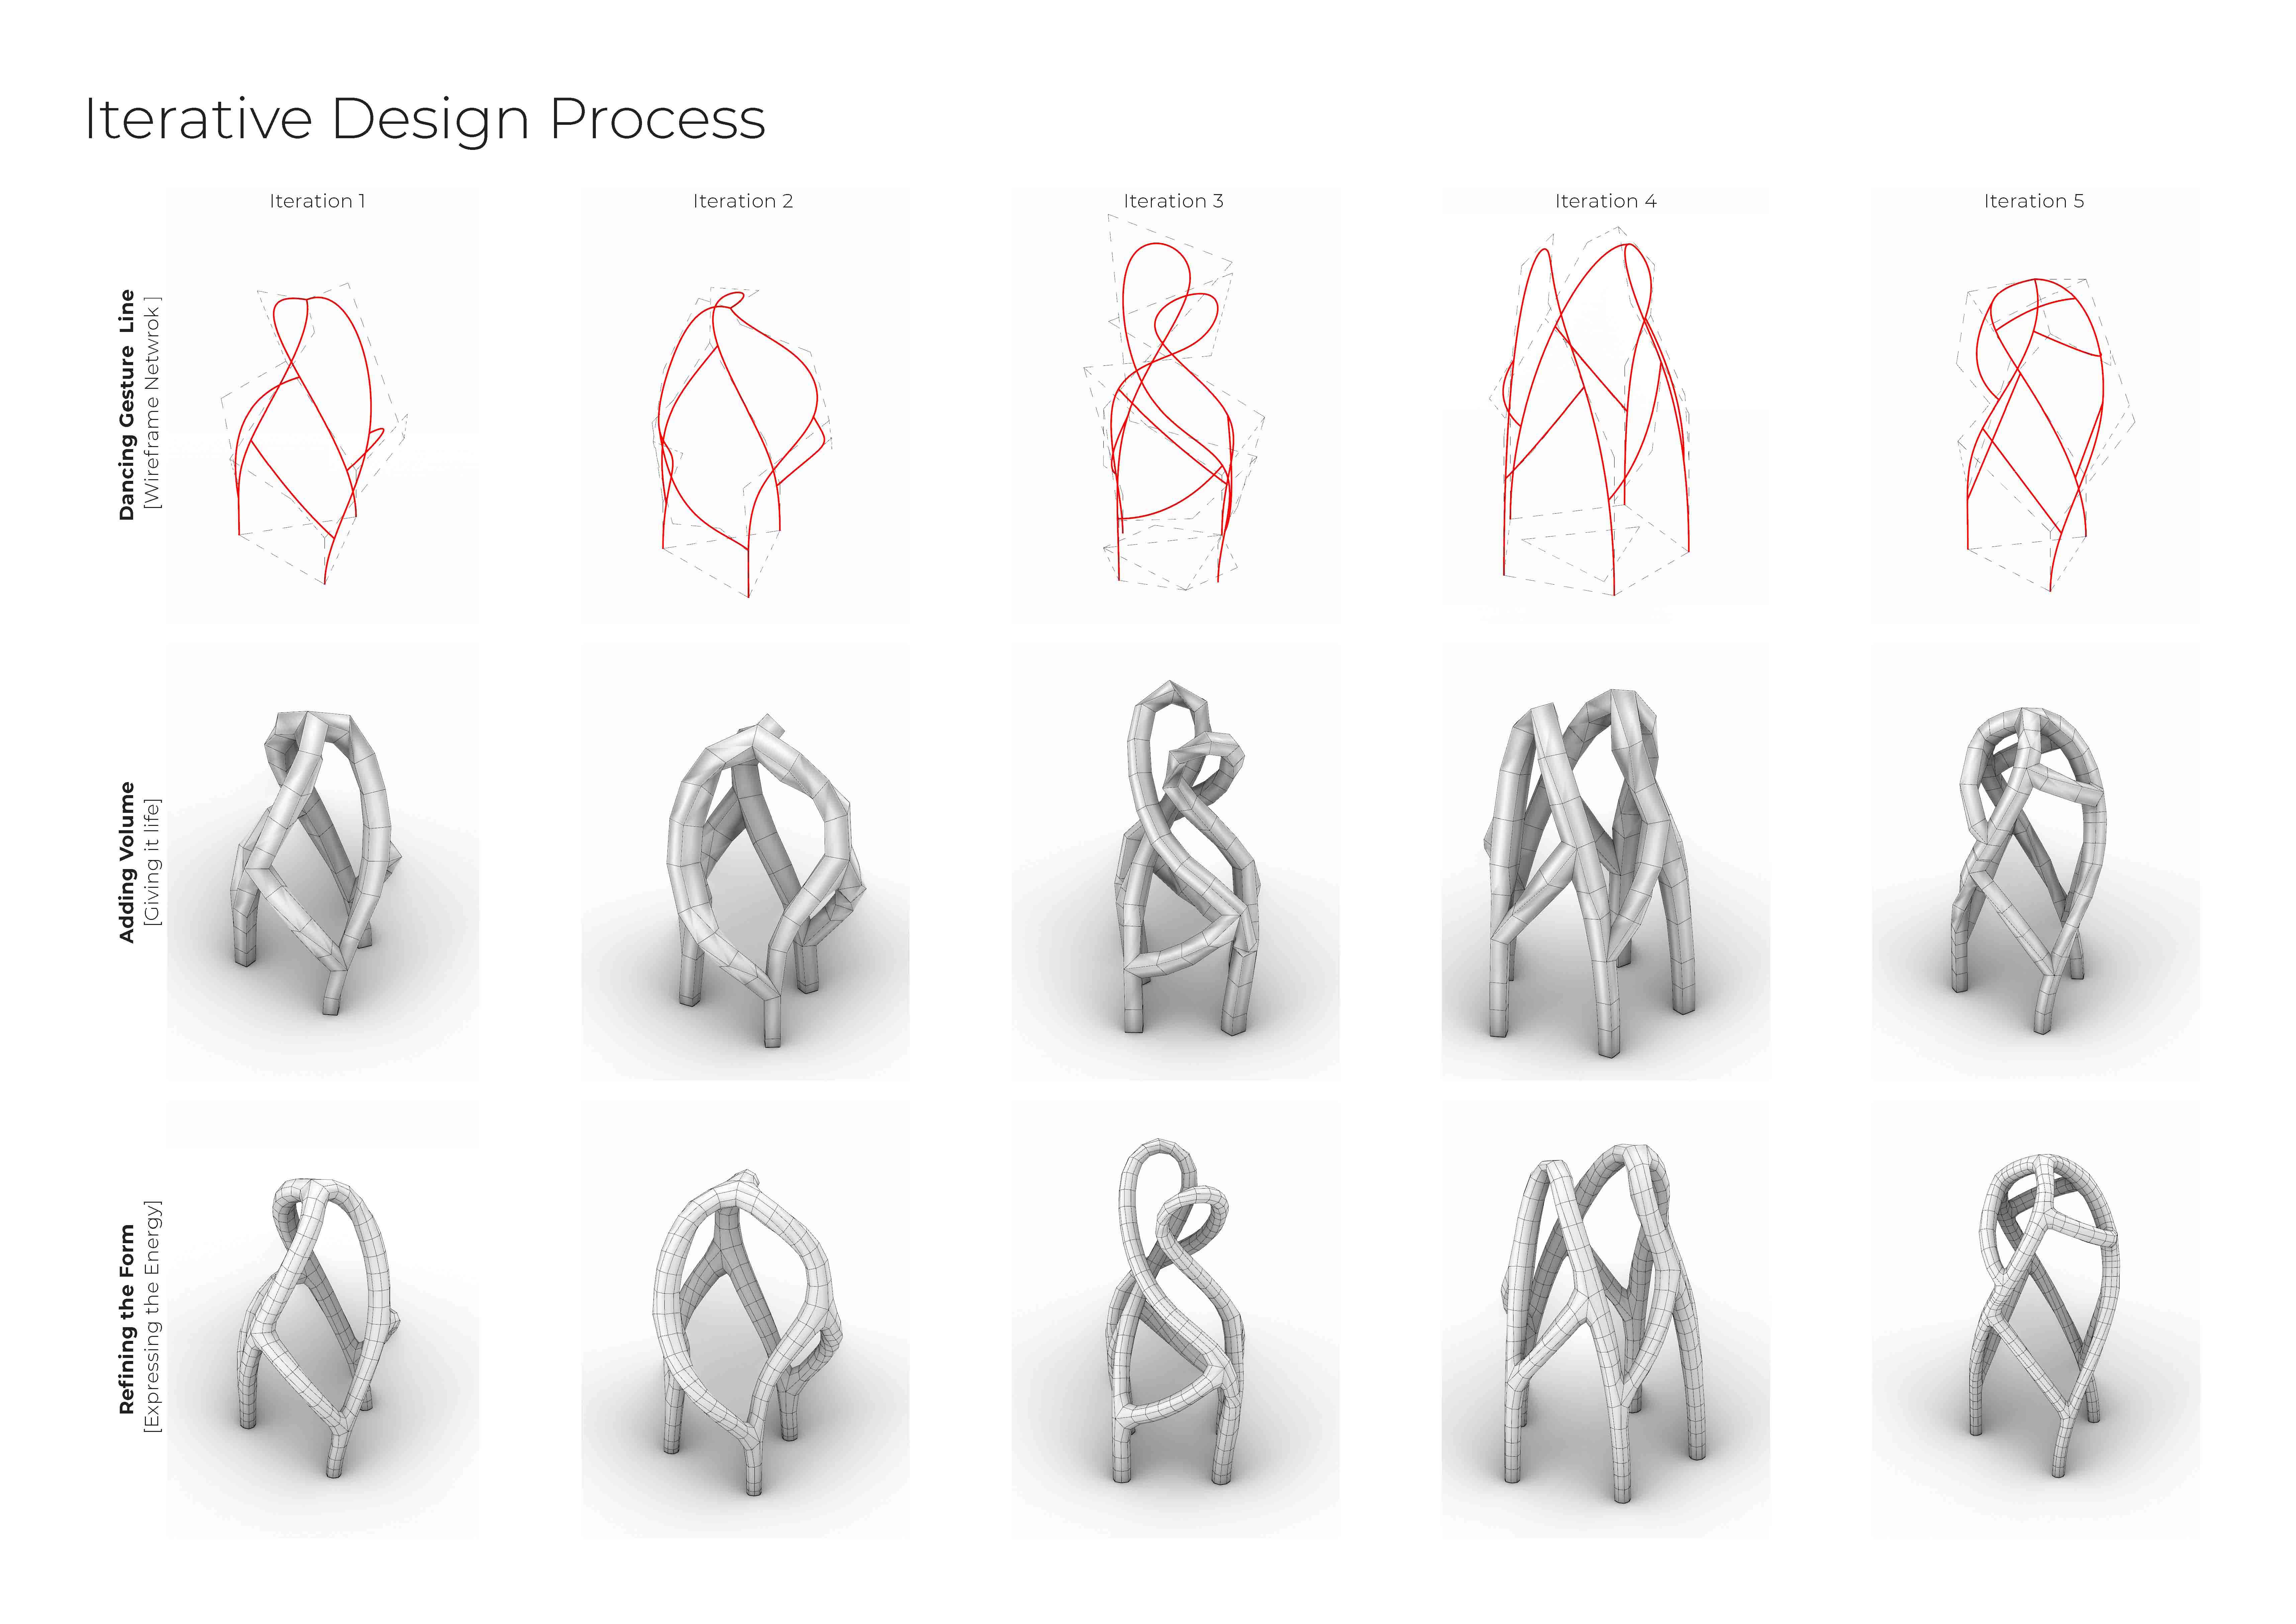 Iterative Design Process
Iteration 1
Iteration 2
Iteration 3
Iteration 4
Iteration 5
Dancing Gesture Line
[Wireframe Netwrok]
Adding Volume
[Giving it life]
Refining the Form
[Expressing the Energy]